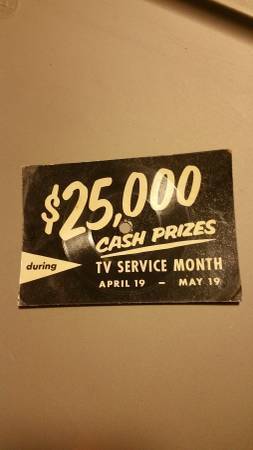 $25,000
CASH PRIZES
during
TV SERVICE MONTH
APRIL 19 – MAY 19